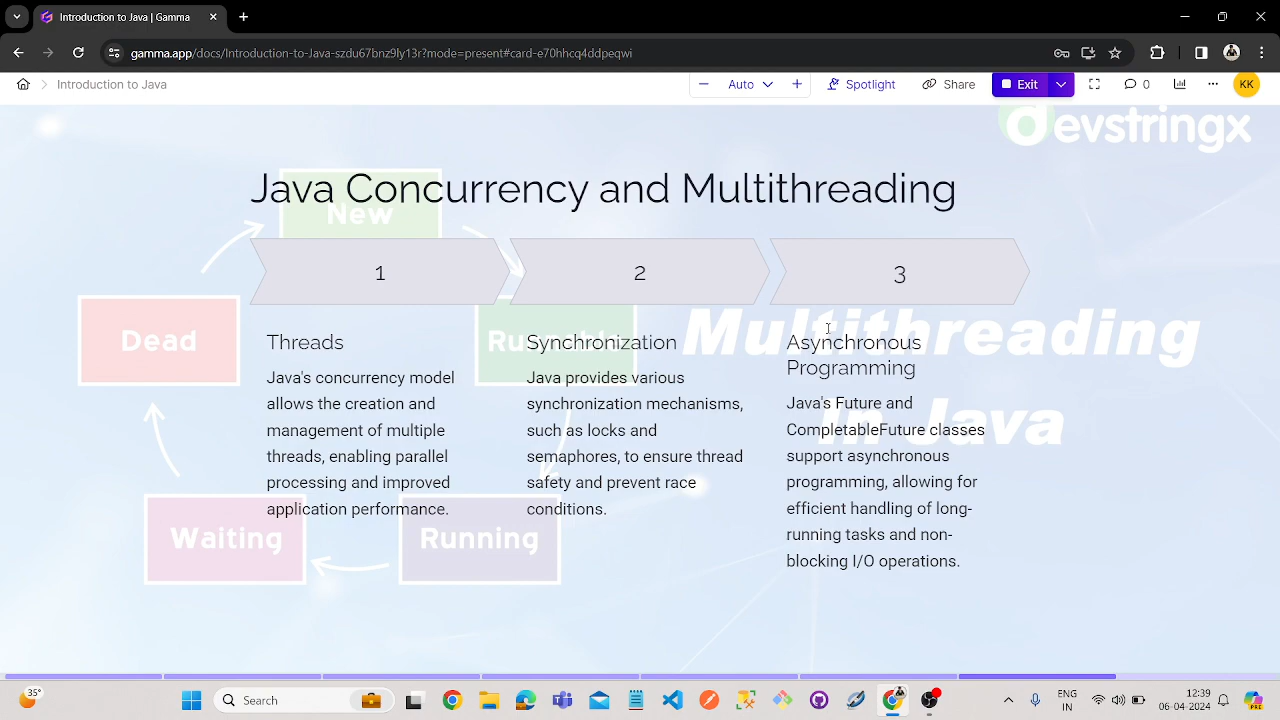 Introduction to Java | Gamma
gamma.app/docs/Introduction-to-Java-szdu67bnz9ly13r?mode=present#card-e70hhcq4ddpeqwi
Introduction to Java
Auto
Spotlight
Share
Exit
0
KK
devstringx
Java Concurrency and Multithreading
New
1
2
3
Dead
Runnable
Multithreading
in Java
Threads
Java's concurrency model
allows the creation and
management of multiple
threads, enabling parallel
processing and improved
application performance.
Synchronization
Java provides various
synchronization mechanisms,
such as locks and
semaphores, to ensure thread
safety and prevent race
conditions.
Asynchronous
Programming
Java's Future and
CompletableFuture classes
support asynchronous
programming, allowing for
efficient handling of long-
running tasks and non-
blocking I/O operations.
Waiting
Running
35°
Search
ENG
IN
12:39
06-04-2024
PRE